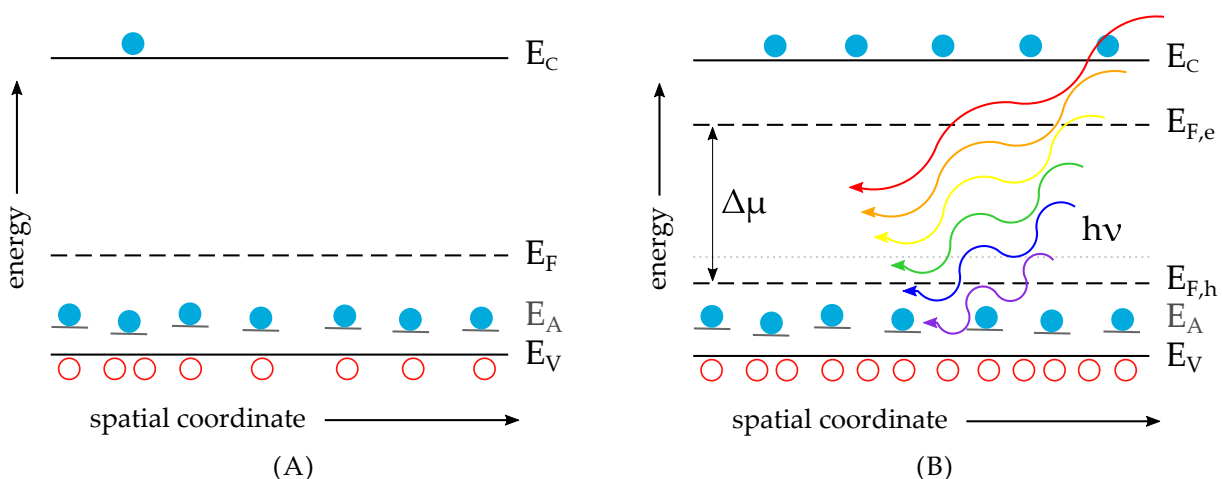 E_C
E_F
E_A
E_V
energy
spatial coordinate
(A)
E_C
E_F,e
Δμ
hν
E_F,h
E_A
E_V
energy
spatial coordinate
(B)